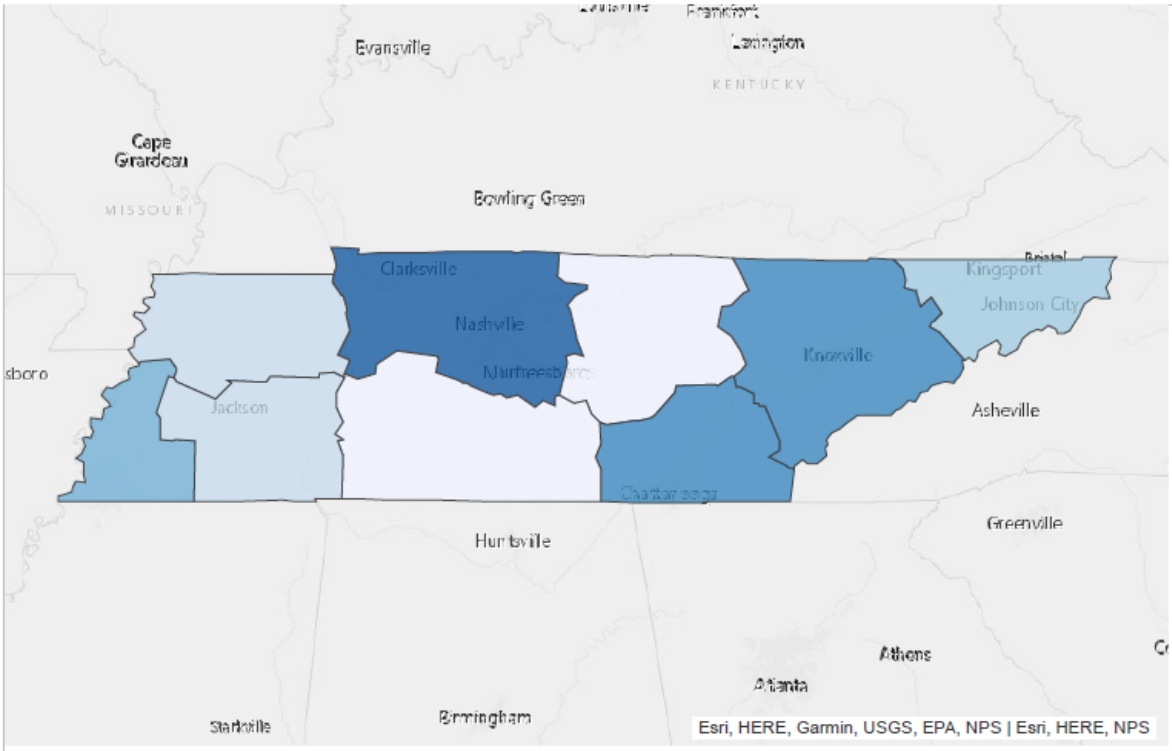 Evansville
Lexington
KENTUCKY
Cape
Girardeau
MISSOURI
Bowling Green
Bristol
Clarksville
Kingsport
Johnson City
Nashville
Knoxville
sboro
Murfreesboro
Jackson
Asheville
Chattanooga
Greenville
Huntsville
Athens
Atlanta
Birmingham
Starkville
Esri, HERE, Garmin, USGS, EPA, NPS | Esri, HERE, NPS